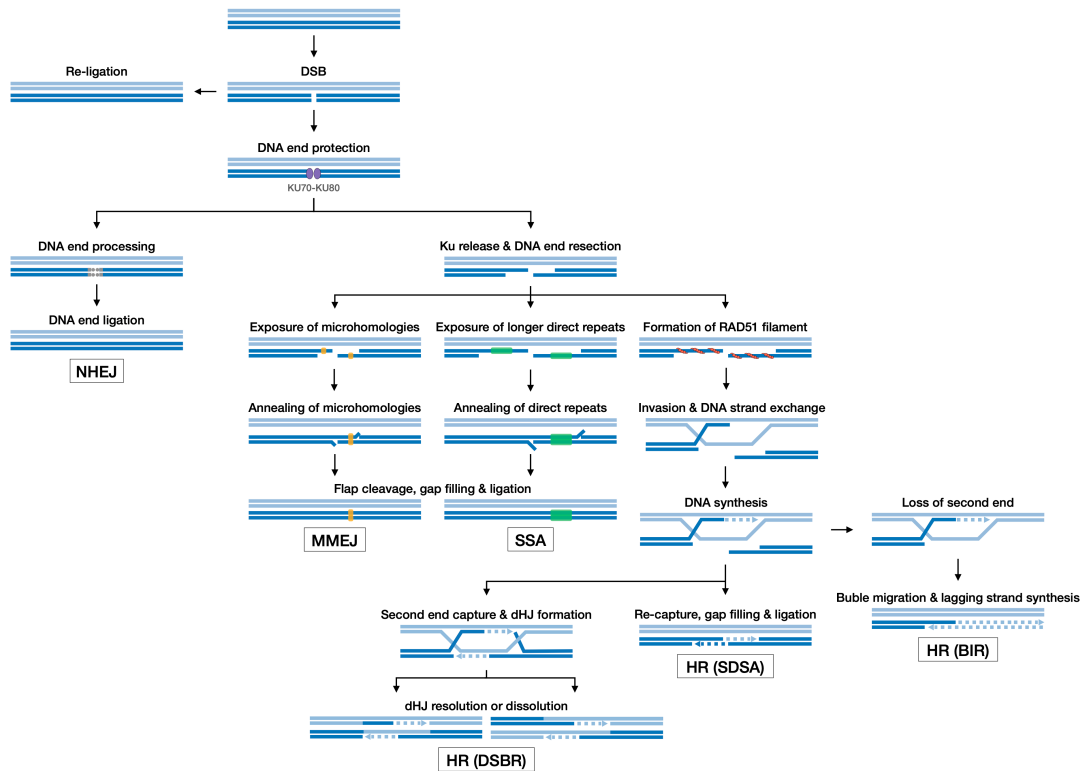 Re-ligation
DSB
DNA end protection
KU70-KU80
DNA end processing
Ku release & DNA end resection
DNA end ligation
NHEJ
Exposure of microhomologies
Exposure of longer direct repeats
Formation of RAD51 filament
Annealing of microhomologies
Annealing of direct repeats
Invasion & DNA strand exchange
Flap cleavage, gap filling & ligation
MMEJ
SSA
DNA synthesis
Loss of second end
Second end capture & dHJ formation
Re-capture, gap filling & ligation
Buble migration & lagging strand synthesis
HR (SDSA)
HR (BIR)
dHJ resolution or dissolution
HR (DSBR)